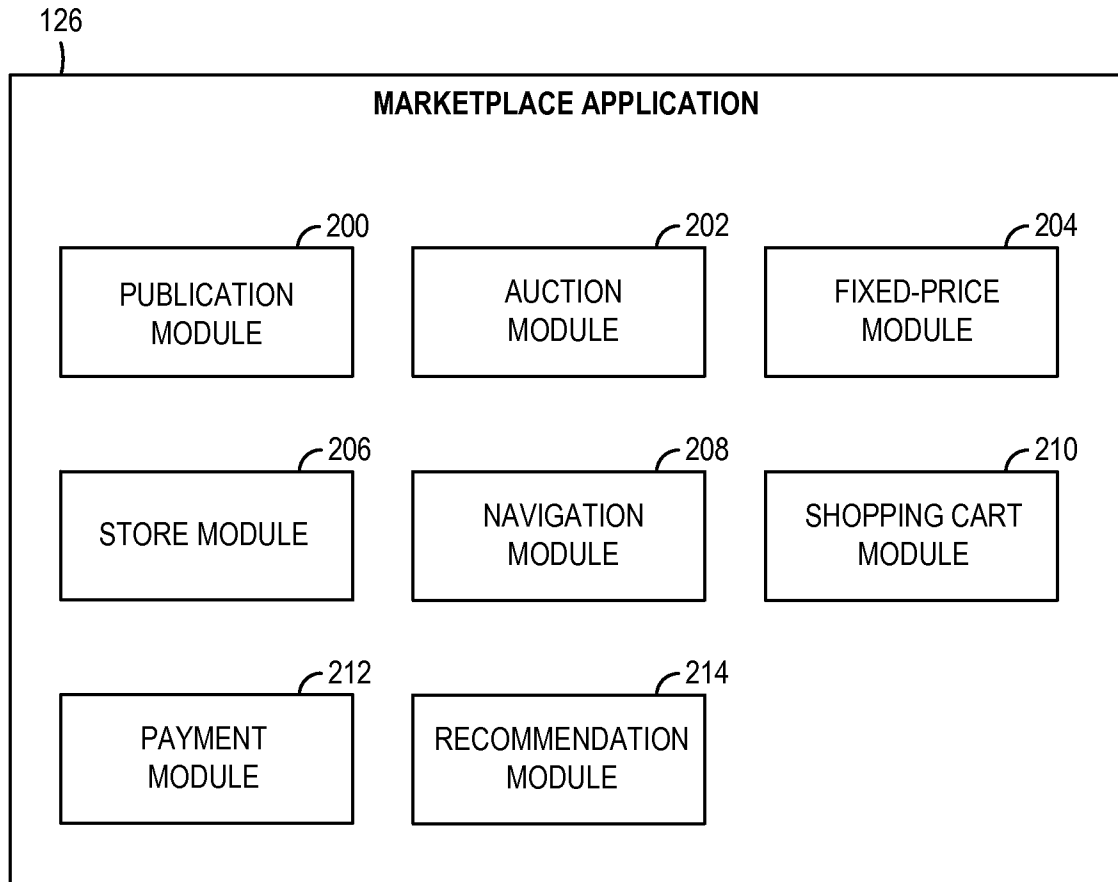 126
MARKETPLACE APPLICATION
200
PUBLICATION
MODULE
202
AUCTION
MODULE
204
FIXED-PRICE
MODULE
206
STORE MODULE
208
NAVIGATION
MODULE
210
SHOPPING CART
MODULE
212
PAYMENT
MODULE
214
RECOMMENDATION
MODULE